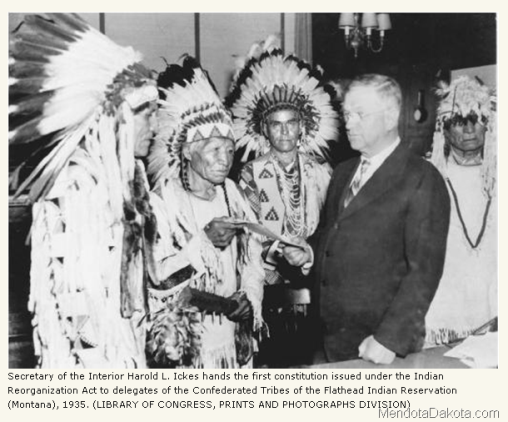 Secretary of the Interior Harold L. Ickes hands the first constitution issued under the Indian
Reorganization Act to delegates of the Confederated Tribes of the Flathead Indian Reservation
(Montana), 1935. (LIBRARY OF CONGRESS, PRINTS AND PHOTOGRAPHS DIVISION)
MendotaDakota.com